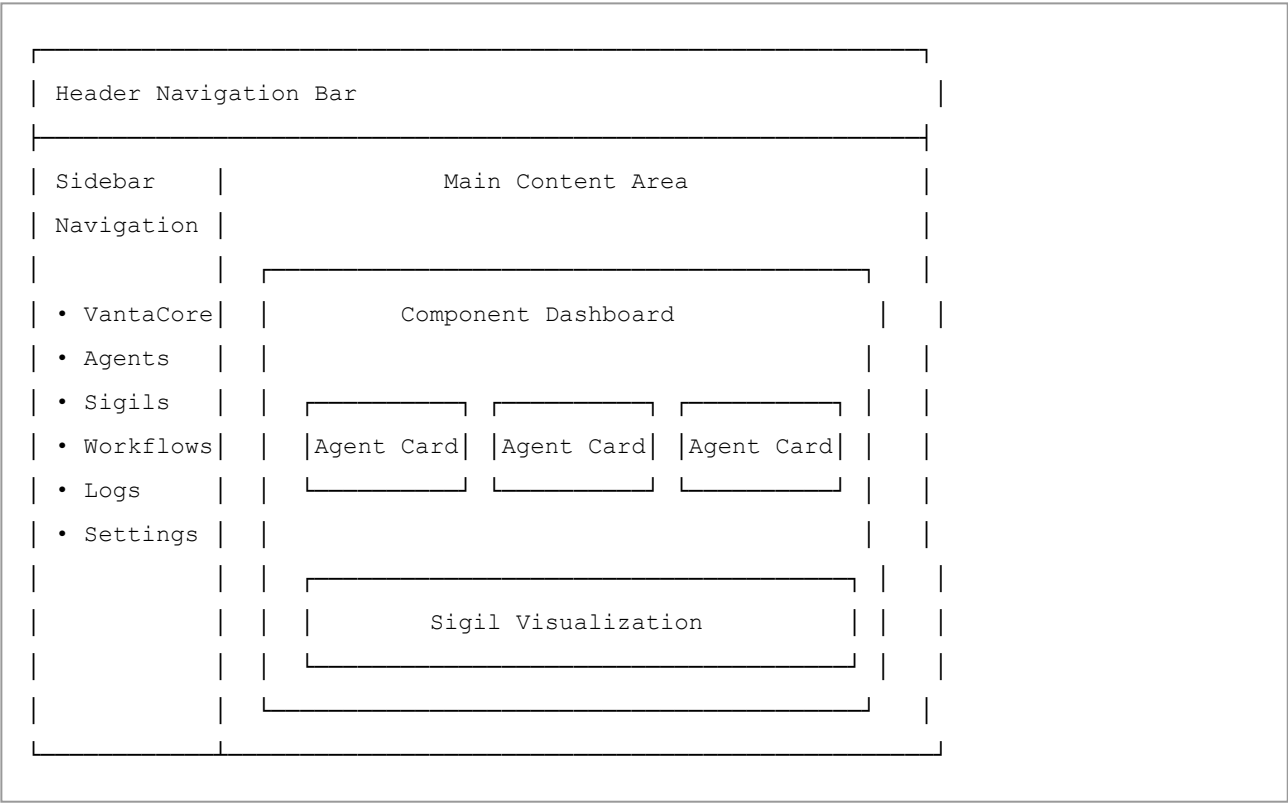 Header Navigation Bar
Sidebar Main Content Area
Navigation
• VantaCore Component Dashboard
• Agents
• Sigils
• Workflows Agent Card Agent Card Agent Card
• Logs
• Settings
Sigil Visualization